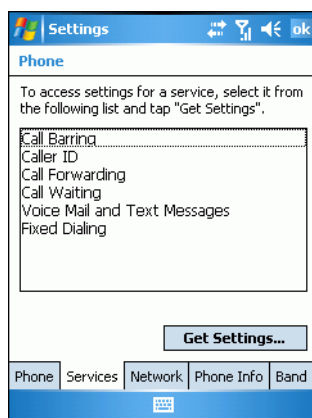 Settings ok
Phone
To access settings for a service, select it from
the following list and tap "Get Settings".
Call Barring
Caller ID
Call Forwarding
Call Waiting
Voice Mail and Text Messages
Fixed Dialing
Get Settings...
Phone Services Network Phone Info Band